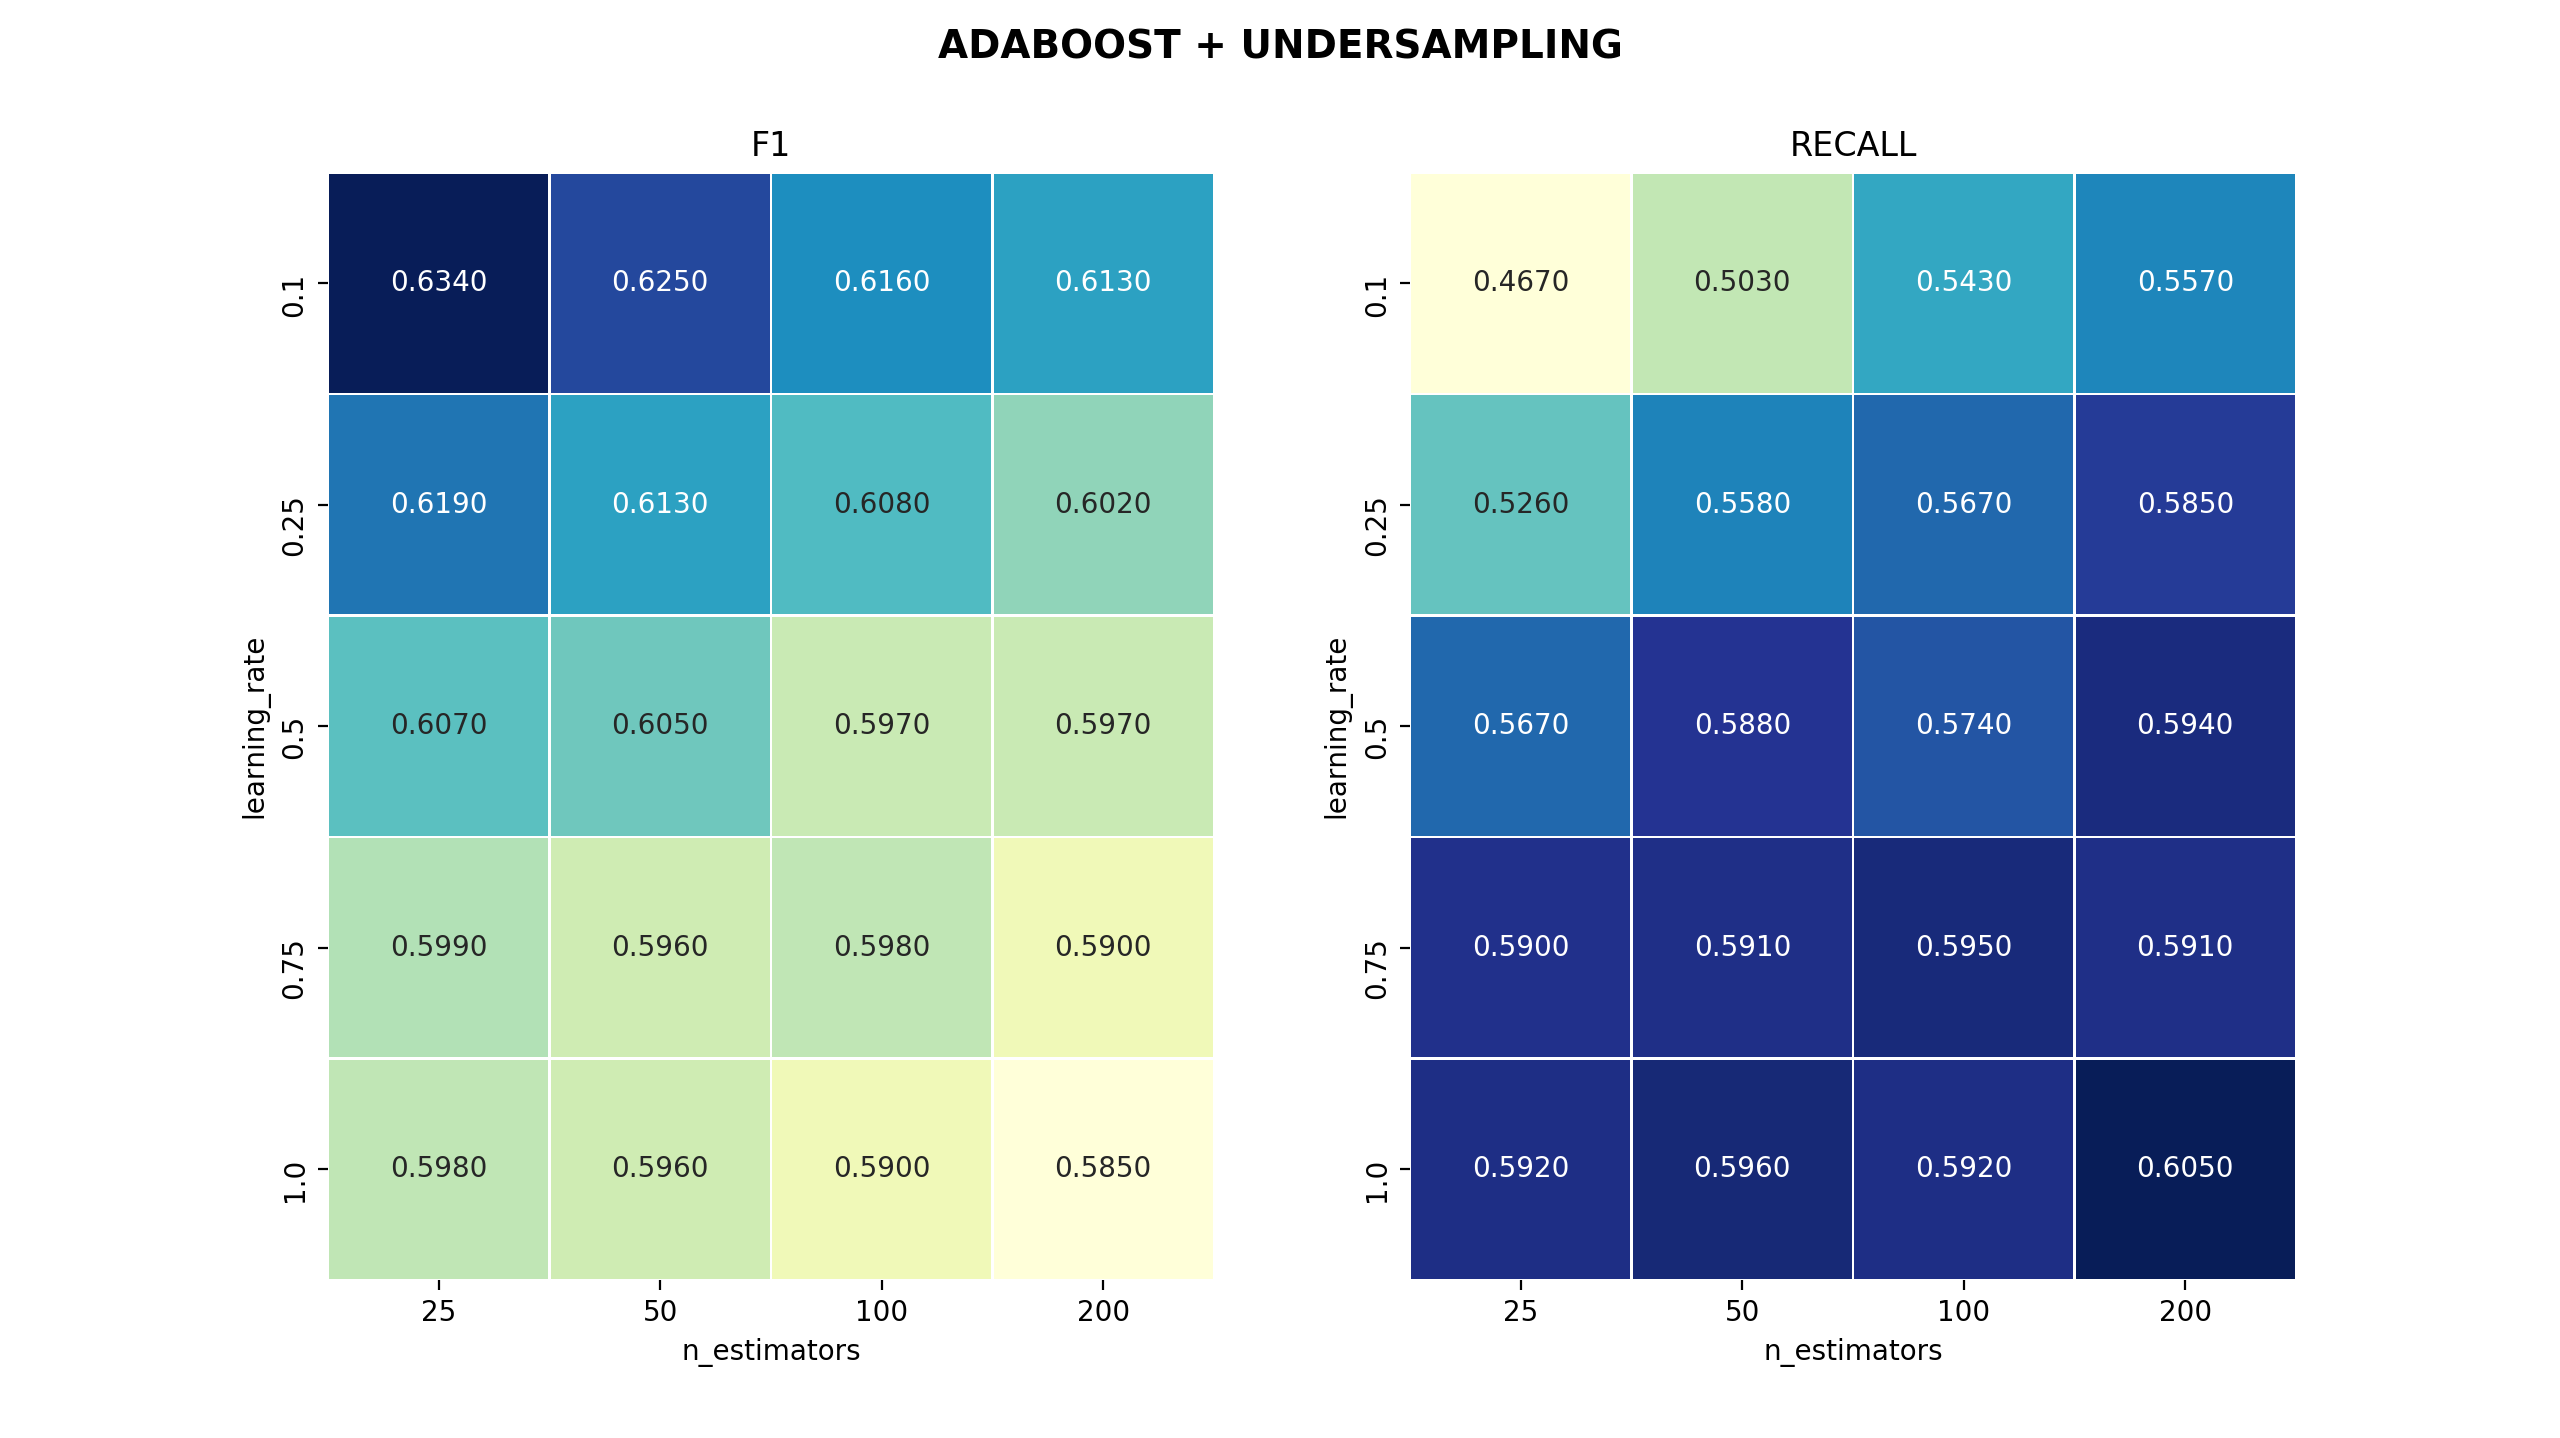 ADABOOST + UNDERSAMPLING
F1
0.1 0.6340 0.6250 0.6160 0.6130
0.25 0.6190 0.6130 0.6080 0.6020
0.5 0.6070 0.6050 0.5970 0.5970
0.75 0.5990 0.5960 0.5980 0.5900
1.0 0.5980 0.5960 0.5900 0.5850
learning_rate
25 50 100 200
n_estimators
RECALL
0.1 0.4670 0.5030 0.5430 0.5570
0.25 0.5260 0.5580 0.5670 0.5850
0.5 0.5670 0.5880 0.5740 0.5940
0.75 0.5900 0.5910 0.5950 0.5910
1.0 0.5920 0.5960 0.5920 0.6050
learning_rate
25 50 100 200
n_estimators